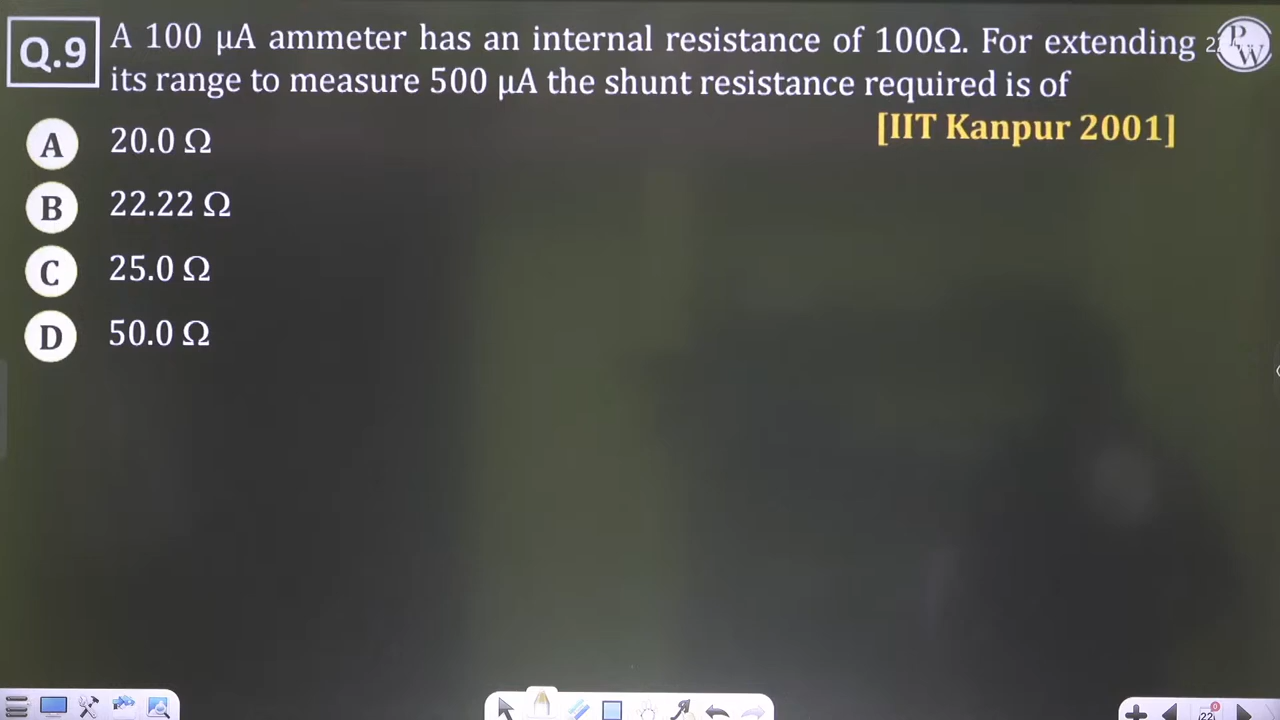 Q.9
A 100 μA ammeter has an internal resistance of 100Ω. For extending
its range to measure 500 μA the shunt resistance required is of
[IIT Kanpur 2001]
A 20.0 Ω
B 22.22 Ω
C 25.0 Ω
D 50.0 Ω
P
W
22